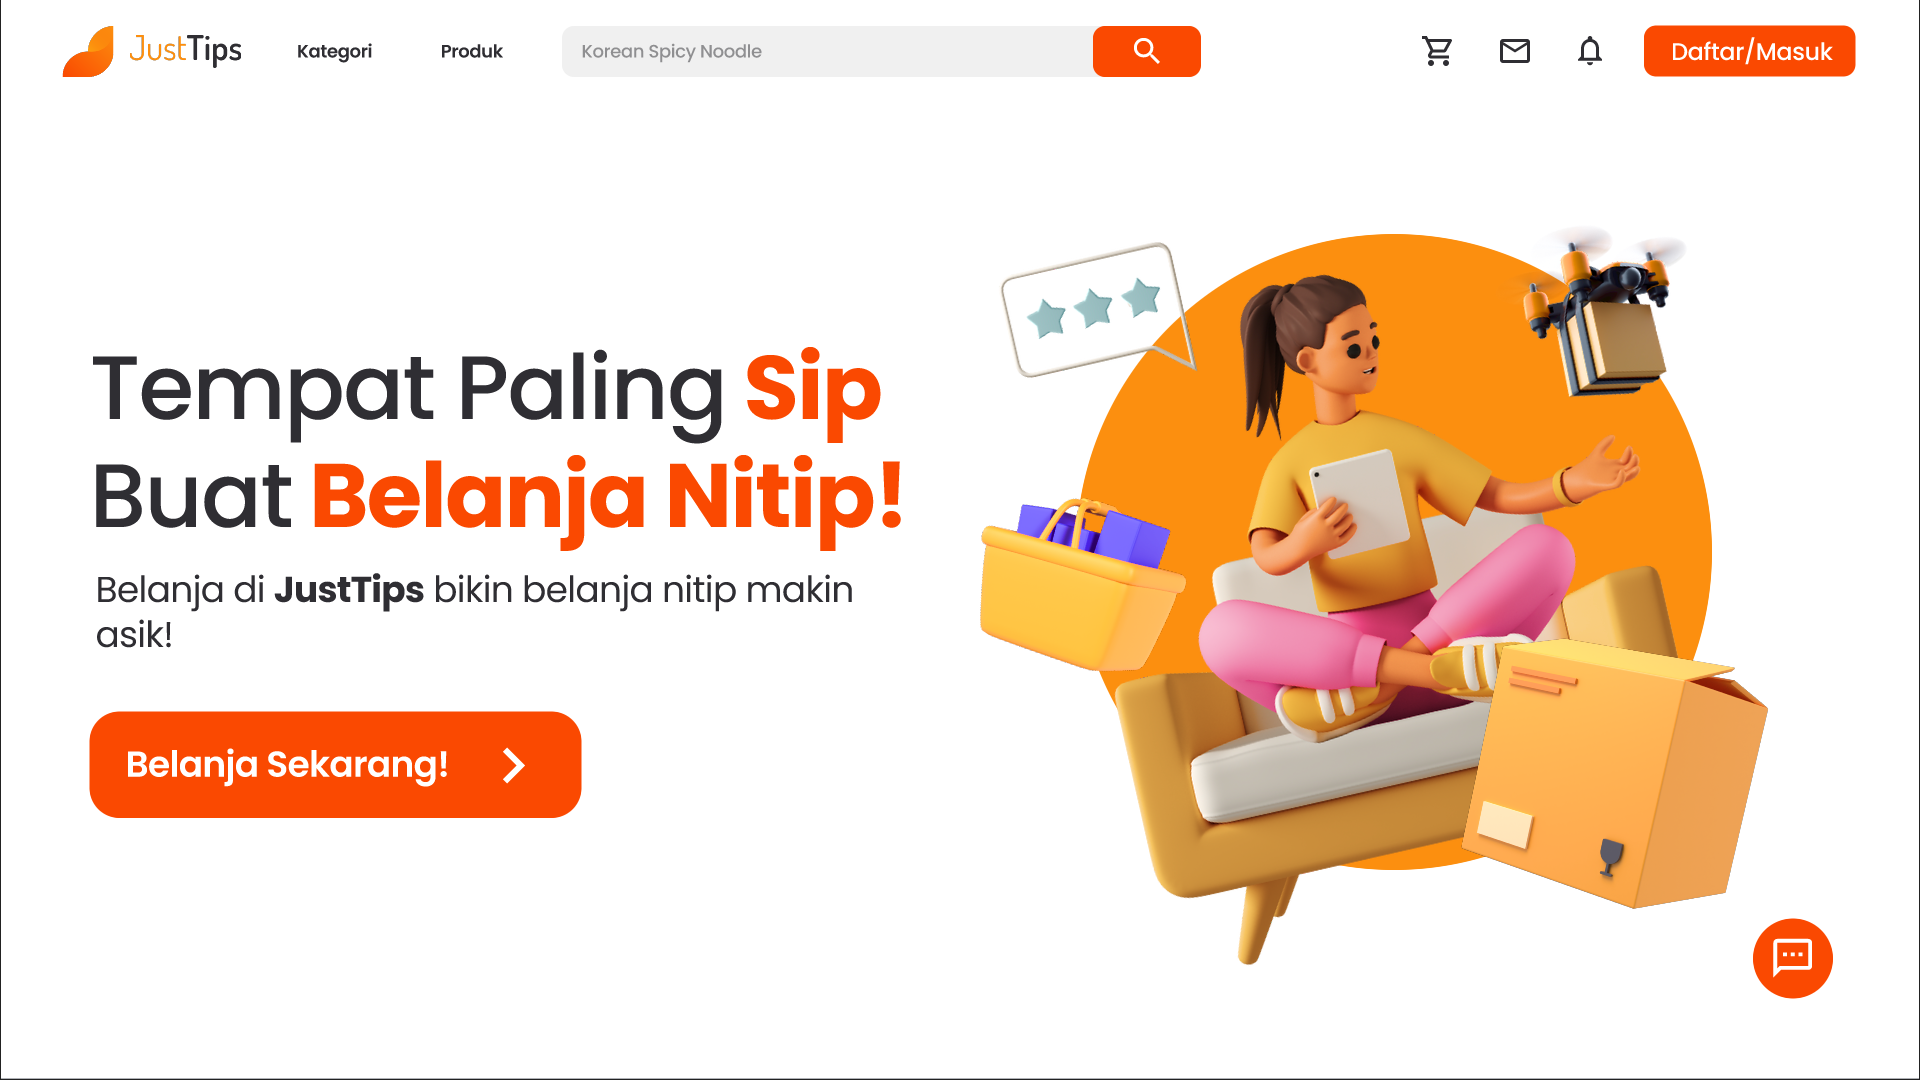 JustTips
Kategori
Produk
Korean Spicy Noodle
Daftar/Masuk
Tempat Paling Sip
Buat Belanja Nitip!
Belanja di JustTips bikin belanja nitip makin
asik!
Belanja Sekarang!